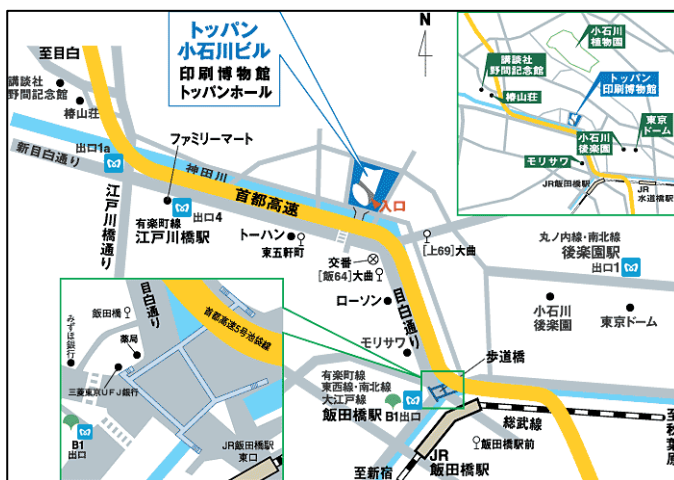 トッパン
小石川ビル
印刷博物館
トッパンホール
N
至目白
講談社
野間記念館
椿山荘
出口1a
新目白通り
江戸川橋通り
ファミリーマート
神田川
首都高速
有楽町線
江戸川橋駅
出口4
トーハン
東五軒町
入口
交番
[飯64]大曲
[上69]大曲
ローソン
目白通り
モリサワ
丸ノ内線・南北線
後楽園駅
出口1
小石川
後楽園
東京ドーム
歩道橋
有楽町線
東西線・南北線
大江戸線
飯田橋駅
B1出口
総武線
飯田橋駅前
JR
飯田橋駅
至新宿
至秋葉原
小石川
植物園
講談社
野間記念館
椿山荘
トッパン
印刷博物館
東京
ドーム
小石川
後楽園
モリサワ
JR飯田橋駅
JR
水道橋駅
首都高速5号池袋線
目白通り
飯田橋
みずほ銀行
薬局
三菱東京UFJ銀行
B1
出口
JR飯田橋駅
東口